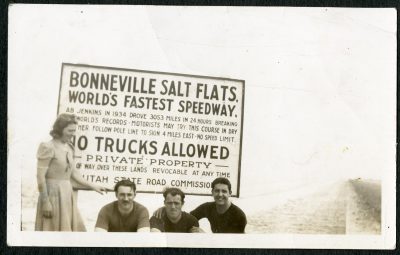 BONNEVILLE SALT FLATS.
WORLD'S FASTEST SPEEDWAY.
AB JENKINS IN 1934 DROVE 3053 MILES IN 24 HOURS BREAKING
WORLD'S RECORDS - MOTORISTS MAY TRY THIS COURSE IN DRY
FOLLOW POLE LINE TO SIGN 4 MILES EAST - NO SPEED LIMIT.
NO TRUCKS ALLOWED
- PRIVATE PROPERTY -
OF WAY OVER THESE LANDS REVOCABLE AT ANY TIME
UTAH STATE ROAD COMMISSION